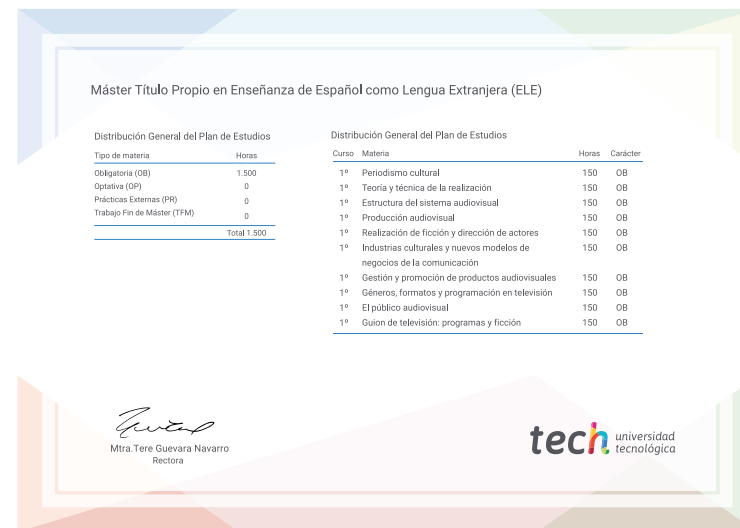 Máster Título Propio en Enseñanza de Español como Lengua Extranjera (ELE)
Distribución General del Plan de Estudios
Tipo de materia Horas
Obligatoria (OB) 1.500
Optativa (OP) 0
Prácticas Externas (PR) 0
Trabajo Fin de Máster (TFM) 0
Total 1.500
Distribución General del Plan de Estudios
Curso Materia Horas Carácter
1º Periodismo cultural 150 OB
1º Teoría y técnica de la realización 150 OB
1º Estructura del sistema audiovisual 150 OB
1º Producción audiovisual 150 OB
1º Realización de ficción y dirección de actores 150 OB
1º Industrias culturales y nuevos modelos de 150 OB
negocios de la comunicación
1º Gestión y promoción de productos audiovisuales 150 OB
1º Géneros, formatos y programación en televisión 150 OB
1º El público audiovisual 150 OB
1º Guion de televisión: programas y ficción 150 OB
Mtra.Tere Guevara Navarro
Rectora
tech universidad
tecnológica